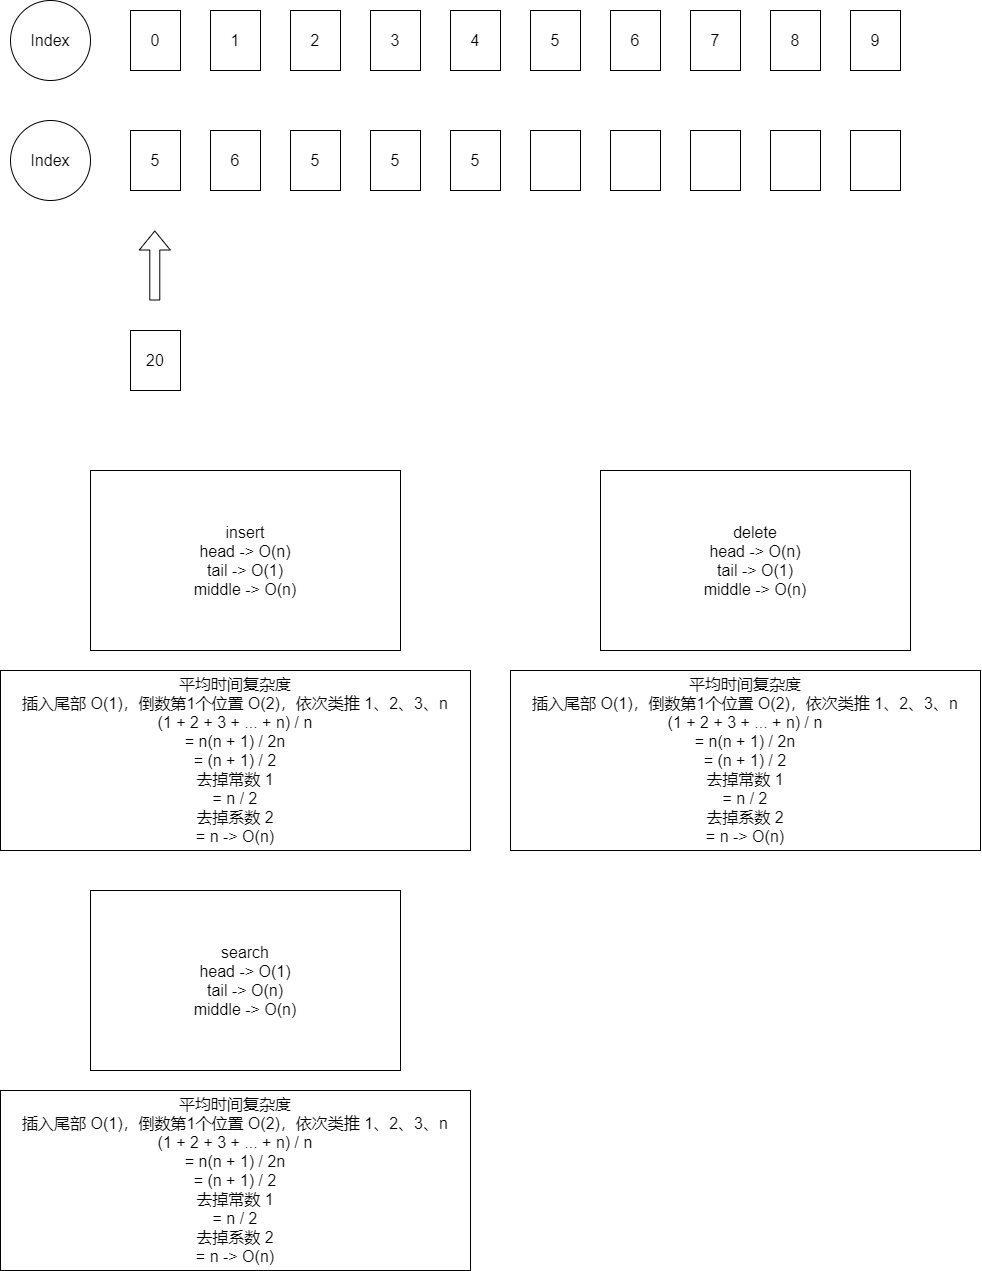 Index 0 1 2 3 4 5 6 7 8 9
Index 5 6 5 5 5
20
insert
head -> O(n)
tail -> O(1)
middle -> O(n)
delete
head -> O(n)
tail -> O(1)
middle -> O(n)
平均时间复杂度
插入尾部 O(1)，倒数第1个位置 O(2)，依次类推 1、2、3、n
(1 + 2 + 3 + ... + n) / n
= n(n + 1) / 2n
= (n + 1) / 2
去掉常数 1
= n / 2
去掉系数 2
= n -> O(n)
平均时间复杂度
插入尾部 O(1)，倒数第1个位置 O(2)，依次类推 1、2、3、n
(1 + 2 + 3 + ... + n) / n
= n(n + 1) / 2n
= (n + 1) / 2
去掉常数 1
= n / 2
去掉系数 2
= n -> O(n)
search
head -> O(1)
tail -> O(n)
middle -> O(n)
平均时间复杂度
插入尾部 O(1)，倒数第1个位置 O(2)，依次类推 1、2、3、n
(1 + 2 + 3 + ... + n) / n
= n(n + 1) / 2n
= (n + 1) / 2
去掉常数 1
= n / 2
去掉系数 2
= n -> O(n)